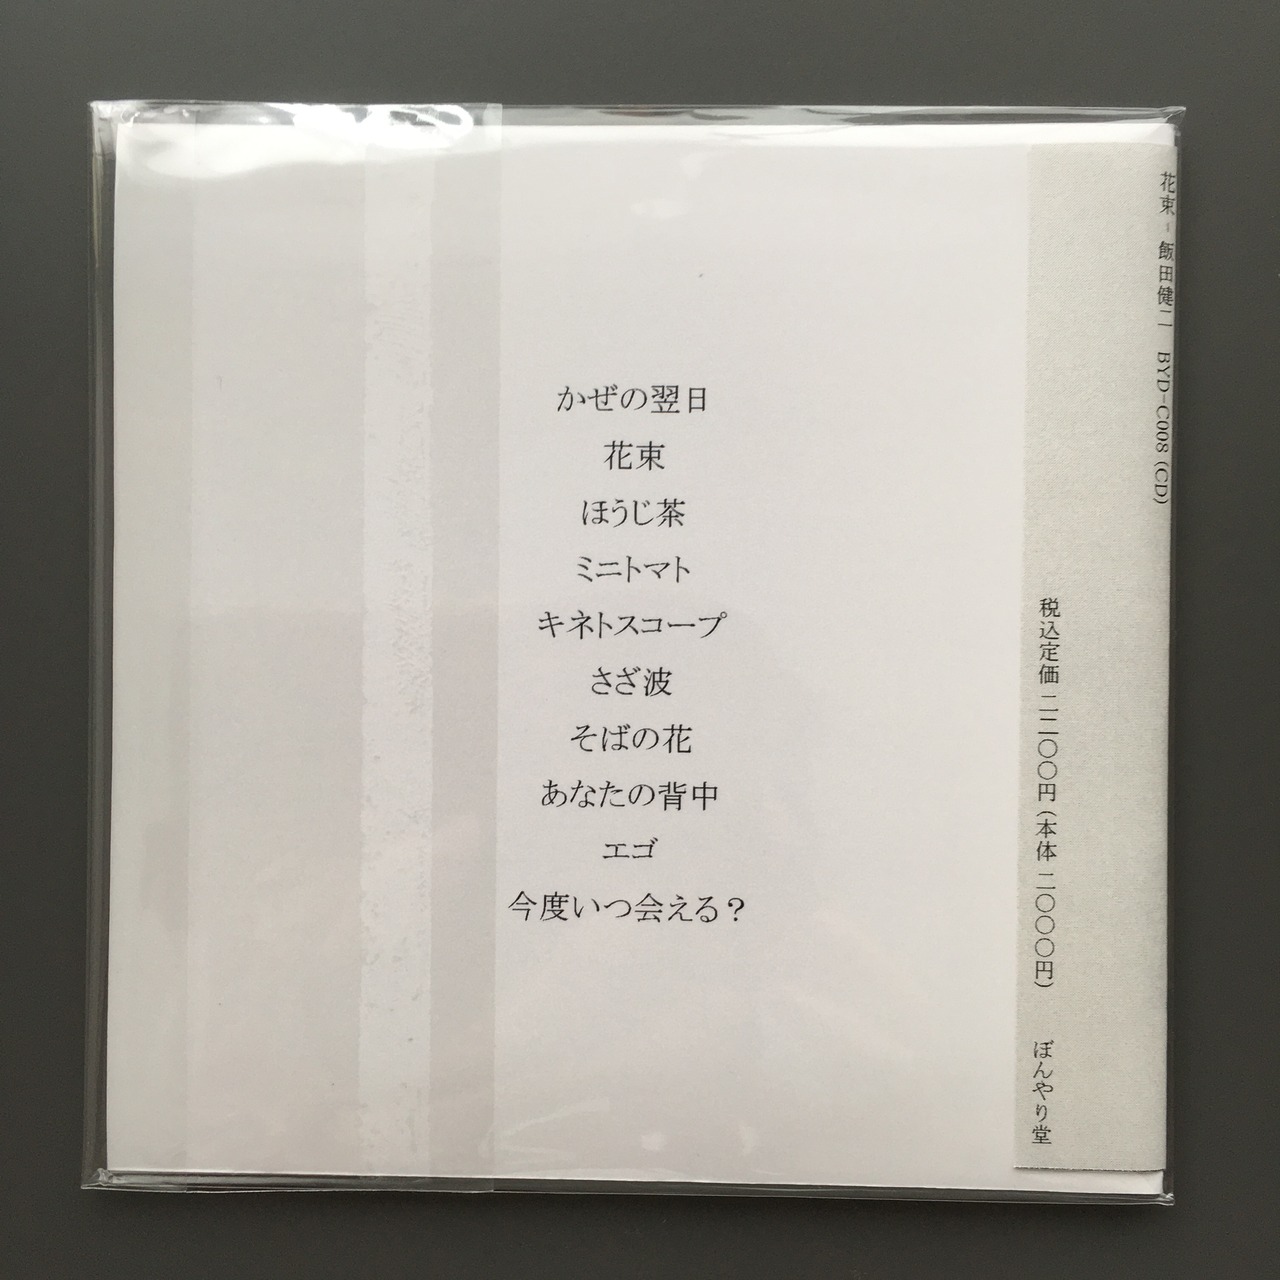 かぜの翌日
花束
ほうじ茶
ミニトマト
キネトスコープ
さざ波
そばの花
あなたの背中
エゴ
今度いつ会える？
花束 - 飯田健二　BYD-C008 (CD)
税込定価 二二〇〇円（本体 二〇〇〇円）　ぼんやり堂